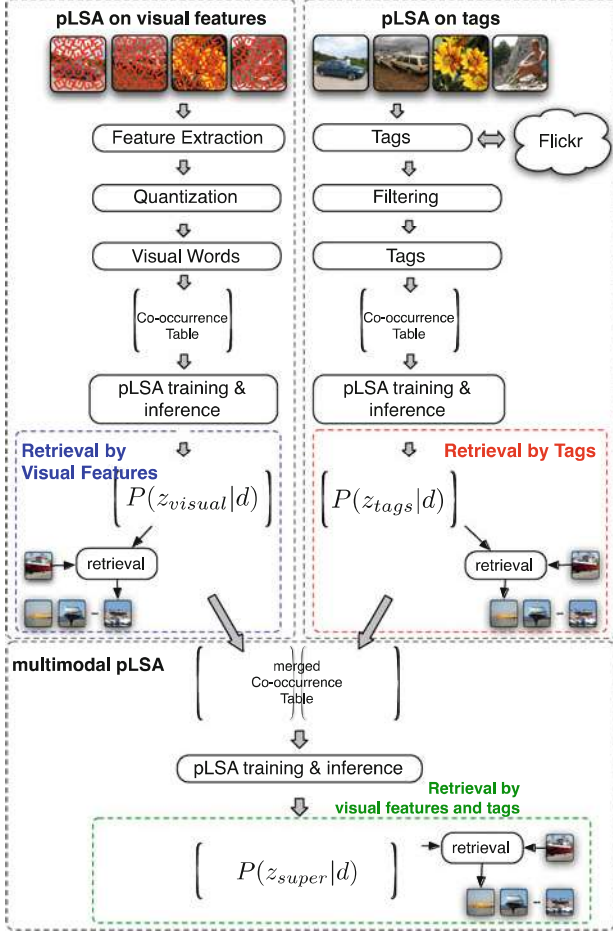 pLSA on visual features
Feature Extraction
Quantization
Visual Words
Co-occurrence
Table
pLSA training &
inference
Retrieval by
Visual Features
P(z_visual|d)
retrieval
pLSA on tags
Tags
Flickr
Filtering
Tags
Co-occurrence
Table
pLSA training &
inference
Retrieval by Tags
P(z_tags|d)
retrieval
multimodal pLSA
merged
Co-occurrence
Table
pLSA training & inference
Retrieval by
visual features and tags
P(z_super|d)
retrieval